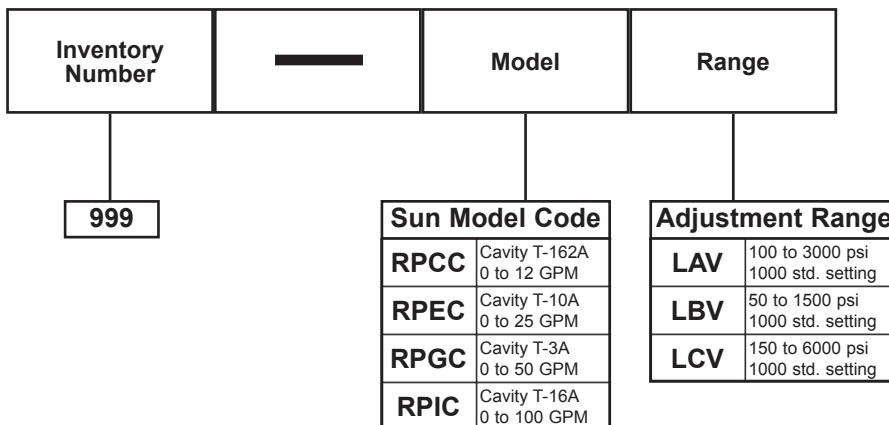 Inventory
Number
Model
Range
999
Sun Model Code
RPCC
Cavity T-162A
0 to 12 GPM
RPEC
Cavity T-10A
0 to 25 GPM
RPGC
Cavity T-3A
0 to 50 GPM
RPIC
Cavity T-16A
0 to 100 GPM
Adjustment Range
LAV
100 to 3000 psi
1000 std. setting
LBV
50 to 1500 psi
1000 std. setting
LCV
150 to 6000 psi
1000 std. setting